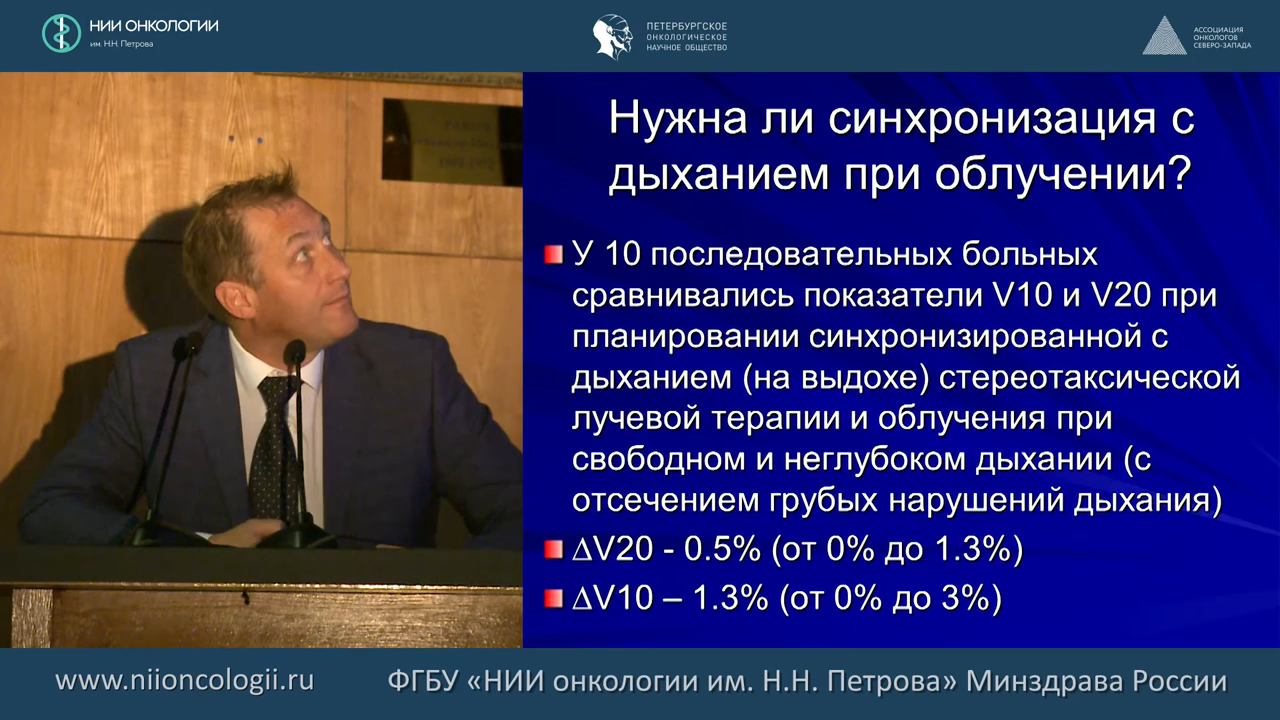 НИИ ОНКОЛОГИИ
им. Н.Н. Петрова
ПЕТЕРБУРГСКОЕ
ОНКОЛОГИЧЕСКОЕ
НАУЧНОЕ ОБЩЕСТВО
АССОЦИАЦИЯ
ОНКОЛОГОВ
СЕВЕРО-ЗАПАДА
Нужна ли синхронизация с
дыханием при облучении?
У 10 последовательных больных
сравнивались показатели V10 и V20 при
планировании синхронизированной с
дыханием (на выдохе) стереотаксической
лучевой терапии и облучения при
свободном и неглубоком дыхании (с
отсечением грубых нарушений дыхания)
∆V20 - 0.5% (от 0% до 1.3%)
∆V10 – 1.3% (от 0% до 3%)
www.niioncologii.ru
ФГБУ «НИИ онкологии им. Н.Н. Петрова» Минздрава России